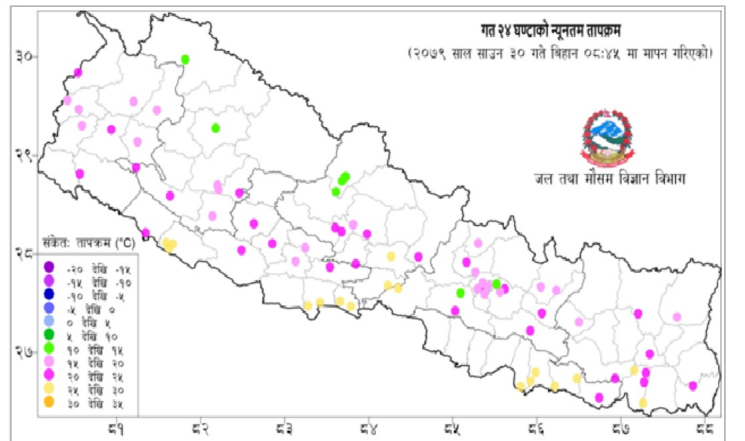 गत २४ घण्टाको न्यूनतम तापक्रम
(२०७९ साल साउन ३० गते बिहान ०८:४५ मा मापन गरिएको)
जल तथा मौसम विज्ञान विभाग
३०
२९
२८
२७
संकेत: तापक्रम (°C)
-२० देखि -१५
-१५ देखि -१०
-१० देखि -५
-५ देखि ०
० देखि ५
५ देखि १०
१० देखि १५
१५ देखि २०
२० देखि २५
२५ देखि ३०
३० देखि ३५
८१ ८२ ८३ ८४ ८५ ८६ ८७ ८८